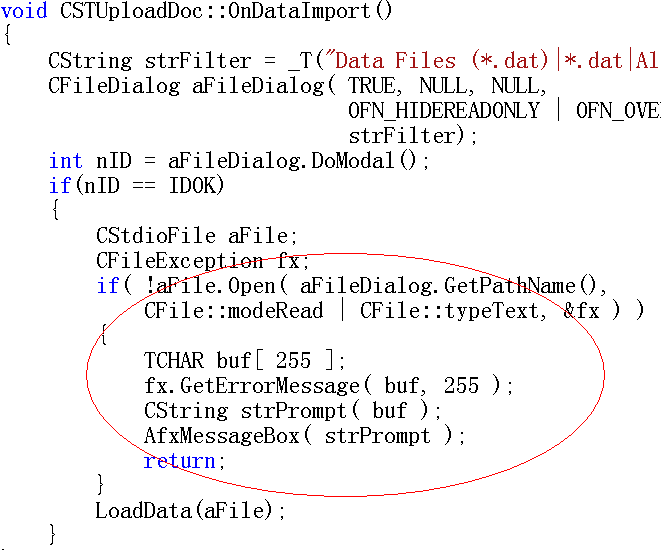 void CSTUploadDoc::OnDataImport()
{
CString strFilter = _T("Data Files (*.dat)|*.dat|Al
CFileDialog aFileDialog( TRUE, NULL, NULL,
OFN_HIDEREADONLY | OFN_OVE
strFilter);
int nID = aFileDialog.DoModal();
if(nID == IDOK)
{
CStdioFile aFile;
CFileException fx;
if( !aFile.Open( aFileDialog.GetPathName(),
CFile::modeRead | CFile::typeText, &fx ) )
{
TCHAR buf[ 255 ];
fx.GetErrorMessage( buf, 255 );
CString strPrompt( buf );
AfxMessageBox( strPrompt );
return;
}
LoadData(aFile);
}